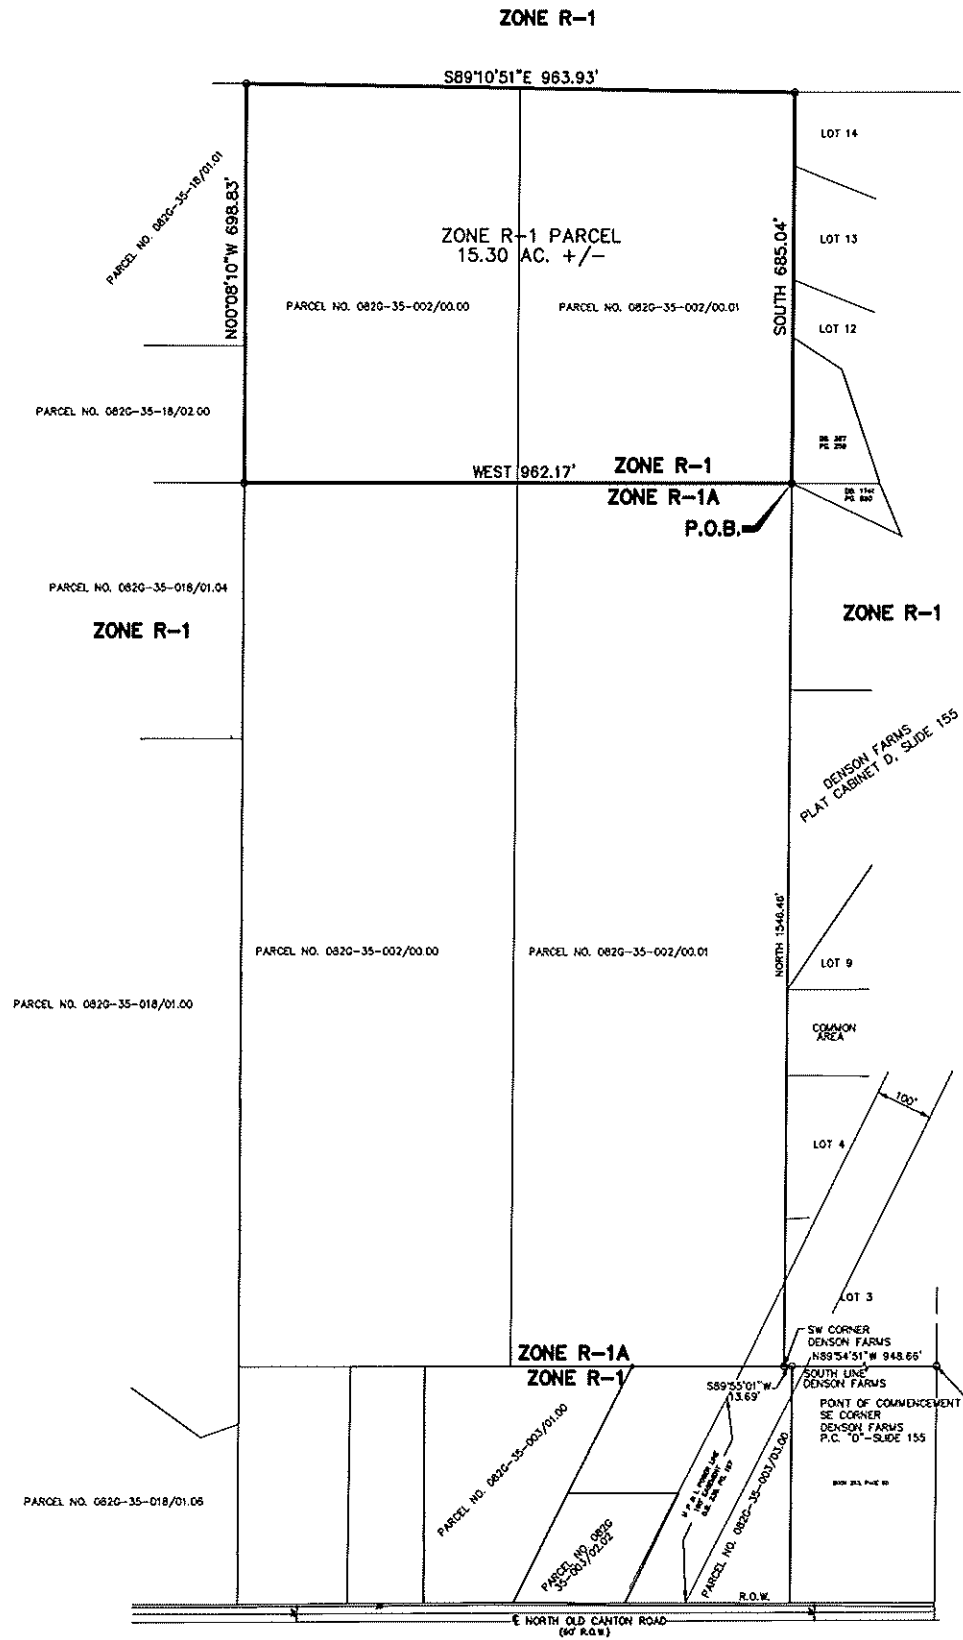 ZONE R-1
S89°10'51"E 963.93'
LOT 14
PARCEL NO. 082G-35-18/01.01
N00°08'10"W 698.83'
ZONE R-1 PARCEL
15.30 AC. +/-
SOUTH 685.04'
LOT 13
PARCEL NO. 082G-35-002/00.00
PARCEL NO. 082G-35-002/00.01
LOT 12
PARCEL NO. 082G-35-18/02.00
WEST 962.17'
ZONE R-1
ZONE R-1A
P.O.B.
PARCEL NO. 082G-35-018/01.04
ZONE R-1
ZONE R-1
DENSON FARMS
PLAT CABINET D, SLIDE 155
NORTH 1546.46'
PARCEL NO. 082G-35-002/00.00
PARCEL NO. 082G-35-002/00.01
LOT 9
PARCEL NO. 082G-35-018/01.00
COMMON
AREA
100'
LOT 4
LOT 3
SW CORNER
DENSON FARMS
N89°54'51"W 948.66'
ZONE R-1A
ZONE R-1
S89°55'01"W
13.69'
SOUTH LINE
DENSON FARMS
POINT OF COMMENCEMENT
SE CORNER
DENSON FARMS
P.C. "D"-SLIDE 155
PARCEL NO. 082G-35-003/01.00
PARCEL NO. 082G-35-018/01.06
PARCEL NO. 082G
35-003/02.02
PARCEL NO. 082G-35-003/03.00
R.O.W.
℄ NORTH OLD CANTON ROAD
(60' R.O.W.)